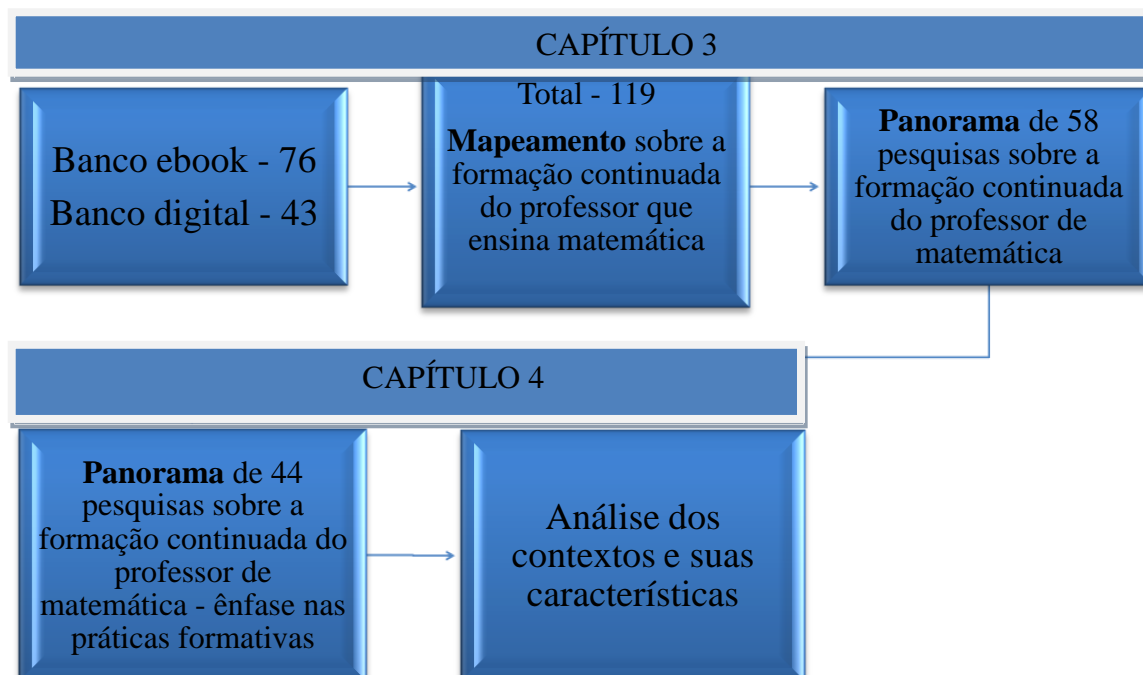 CAPÍTULO 3
Banco ebook - 76
Banco digital - 43
Total - 119
Mapeamento sobre a
formação continuada
do professor que
ensina matemática
Panorama de 58
pesquisas sobre a
formação continuada
do professor de
matemática
CAPÍTULO 4
Panorama de 44
pesquisas sobre a
formação continuada do
professor de
matemática - ênfase nas
práticas formativas
Análise dos
contextos e suas
características